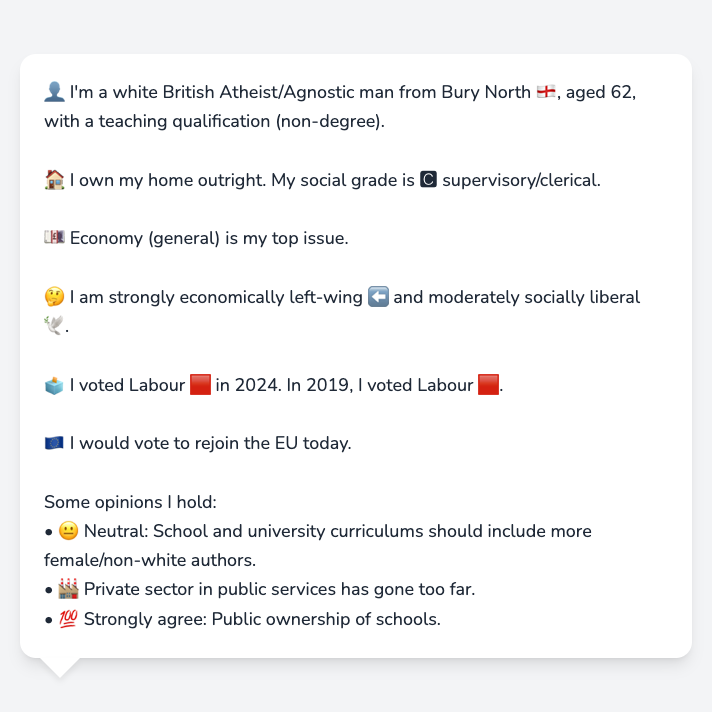 👤 I'm a white British Atheist/Agnostic man from Bury North 🏴󠁧󠁢󠁥󠁮󠁧󠁿, aged 62,
with a teaching qualification (non-degree).
🏠 I own my home outright. My social grade is 🅲 supervisory/clerical.
💷 Economy (general) is my top issue.
🤔 I am strongly economically left-wing ⬅️ and moderately socially liberal
🕊️.
🗳️ I voted Labour 🟥 in 2024. In 2019, I voted Labour 🟥.
🇪🇺 I would vote to rejoin the EU today.
Some opinions I hold:
• 😐 Neutral: School and university curriculums should include more
female/non-white authors.
• 🏭 Private sector in public services has gone too far.
• 💯 Strongly agree: Public ownership of schools.